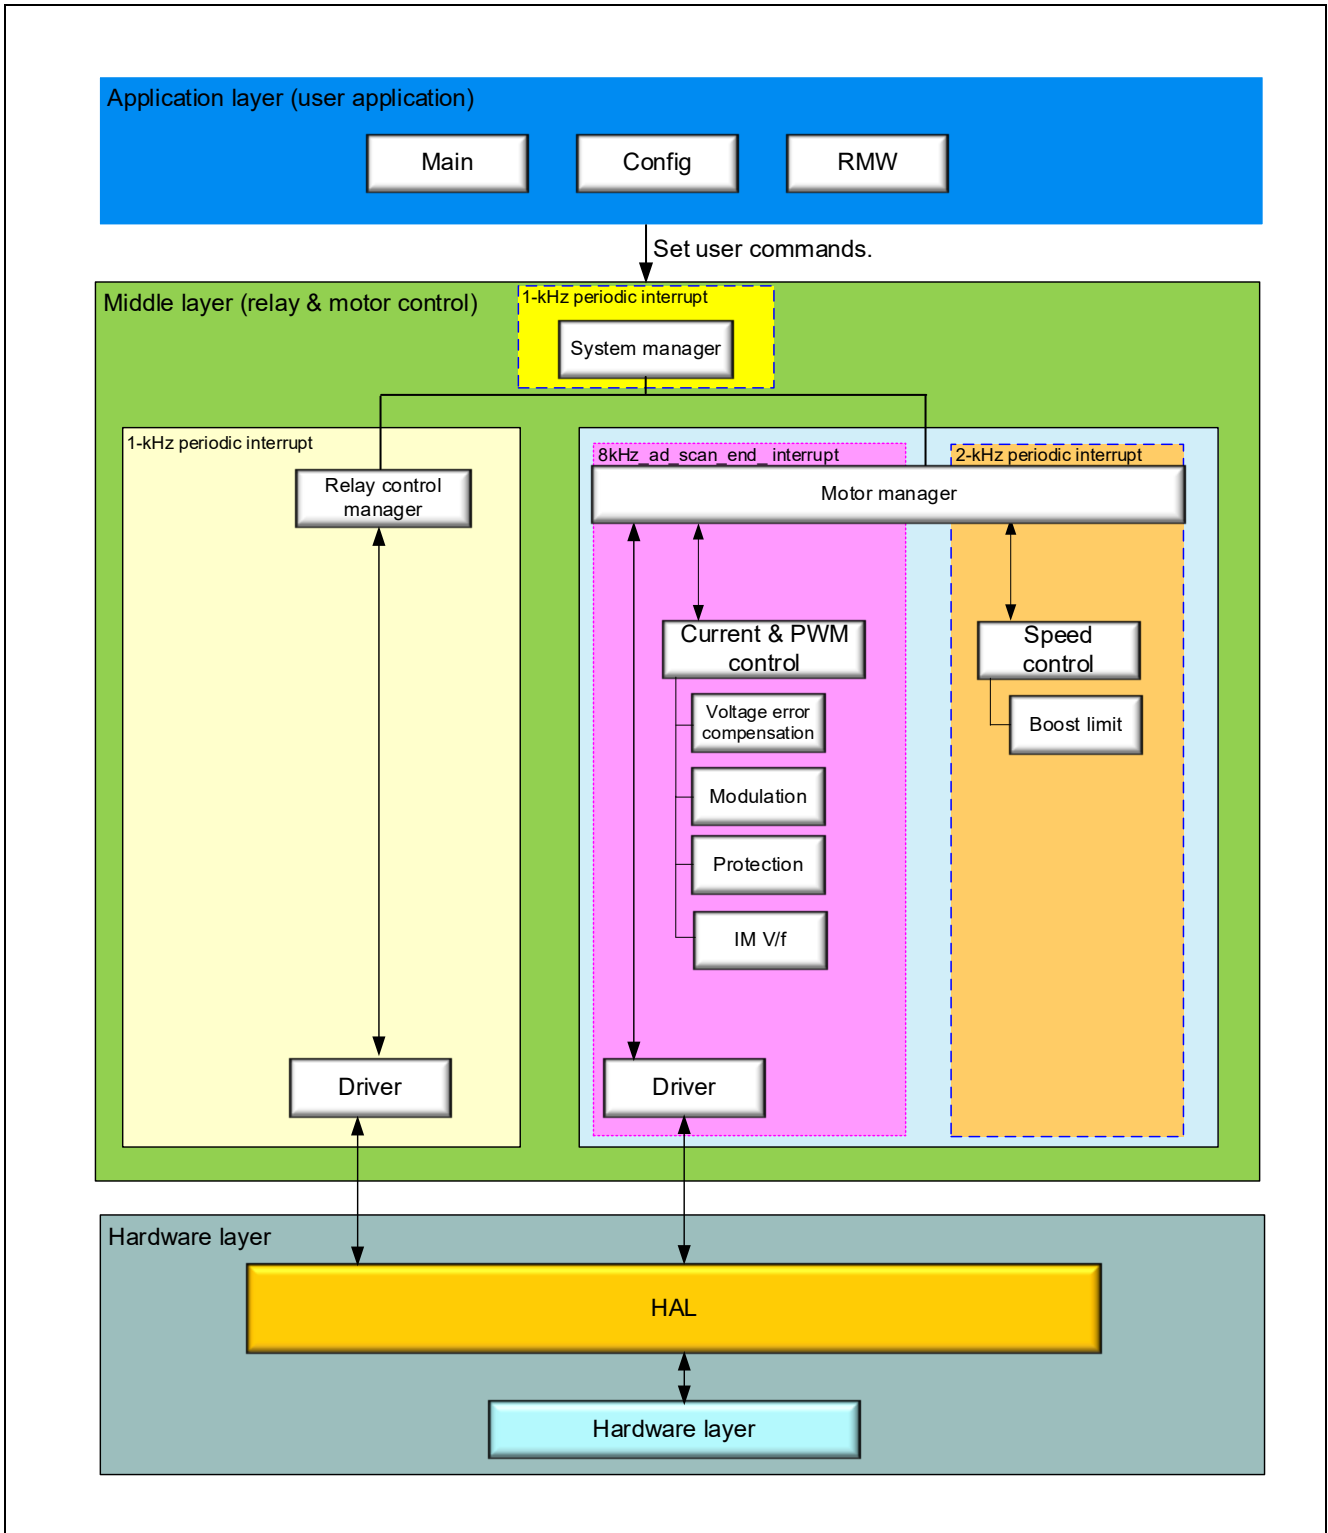 Application layer (user application)
Main
Config
RMW
Set user commands.
Middle layer (relay & motor control)
1-kHz periodic interrupt
System manager
1-kHz periodic interrupt
Relay control
manager
Driver
8kHz_ad_scan_end_ interrupt
2-kHz periodic interrupt
Motor manager
Current & PWM
control
Voltage error
compensation
Modulation
Protection
IM V/f
Speed
control
Boost limit
Driver
Hardware layer
HAL
Hardware layer